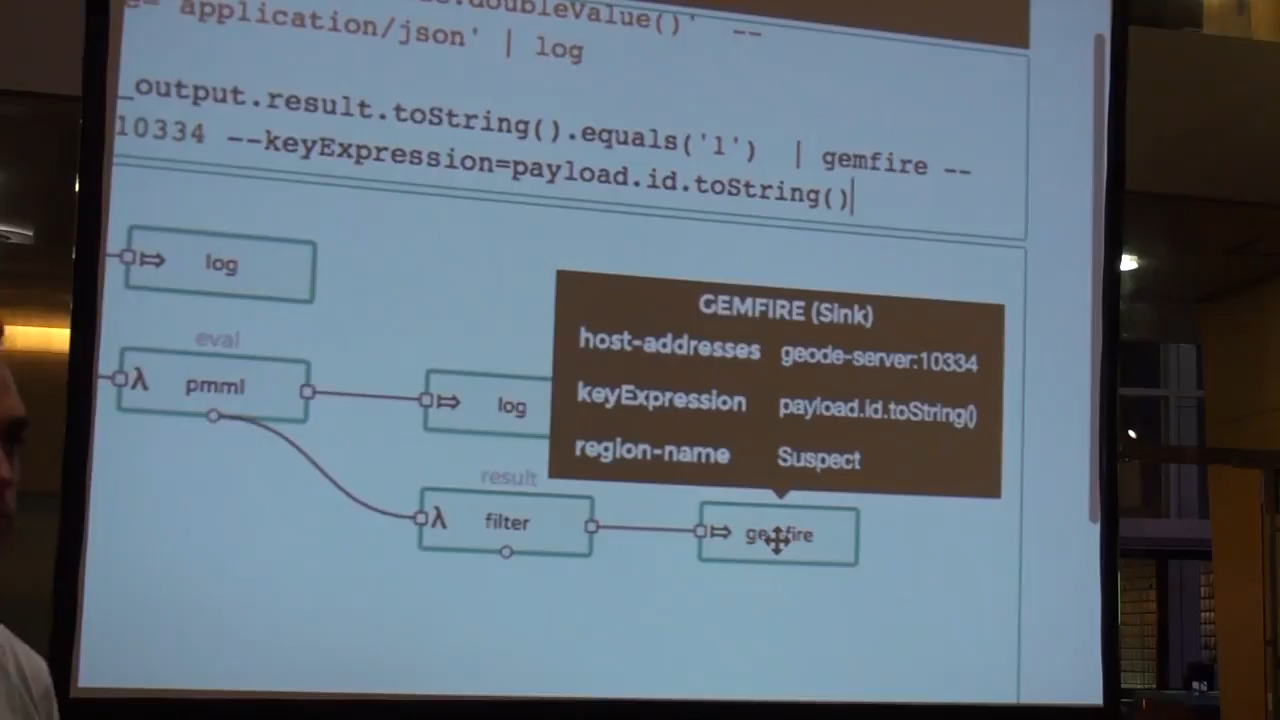 .doubleValue()' --
application/json' | log
_output.result.toString().equals('1') | gemfire --
10334 --keyExpression=payload.id.toString()
log
GEMFIRE (Sink)
host-addresses geode-server:10334
keyExpression payload.id.toString()
region-name Suspect
eval
λ pmml
log
result
λ filter
gemfire